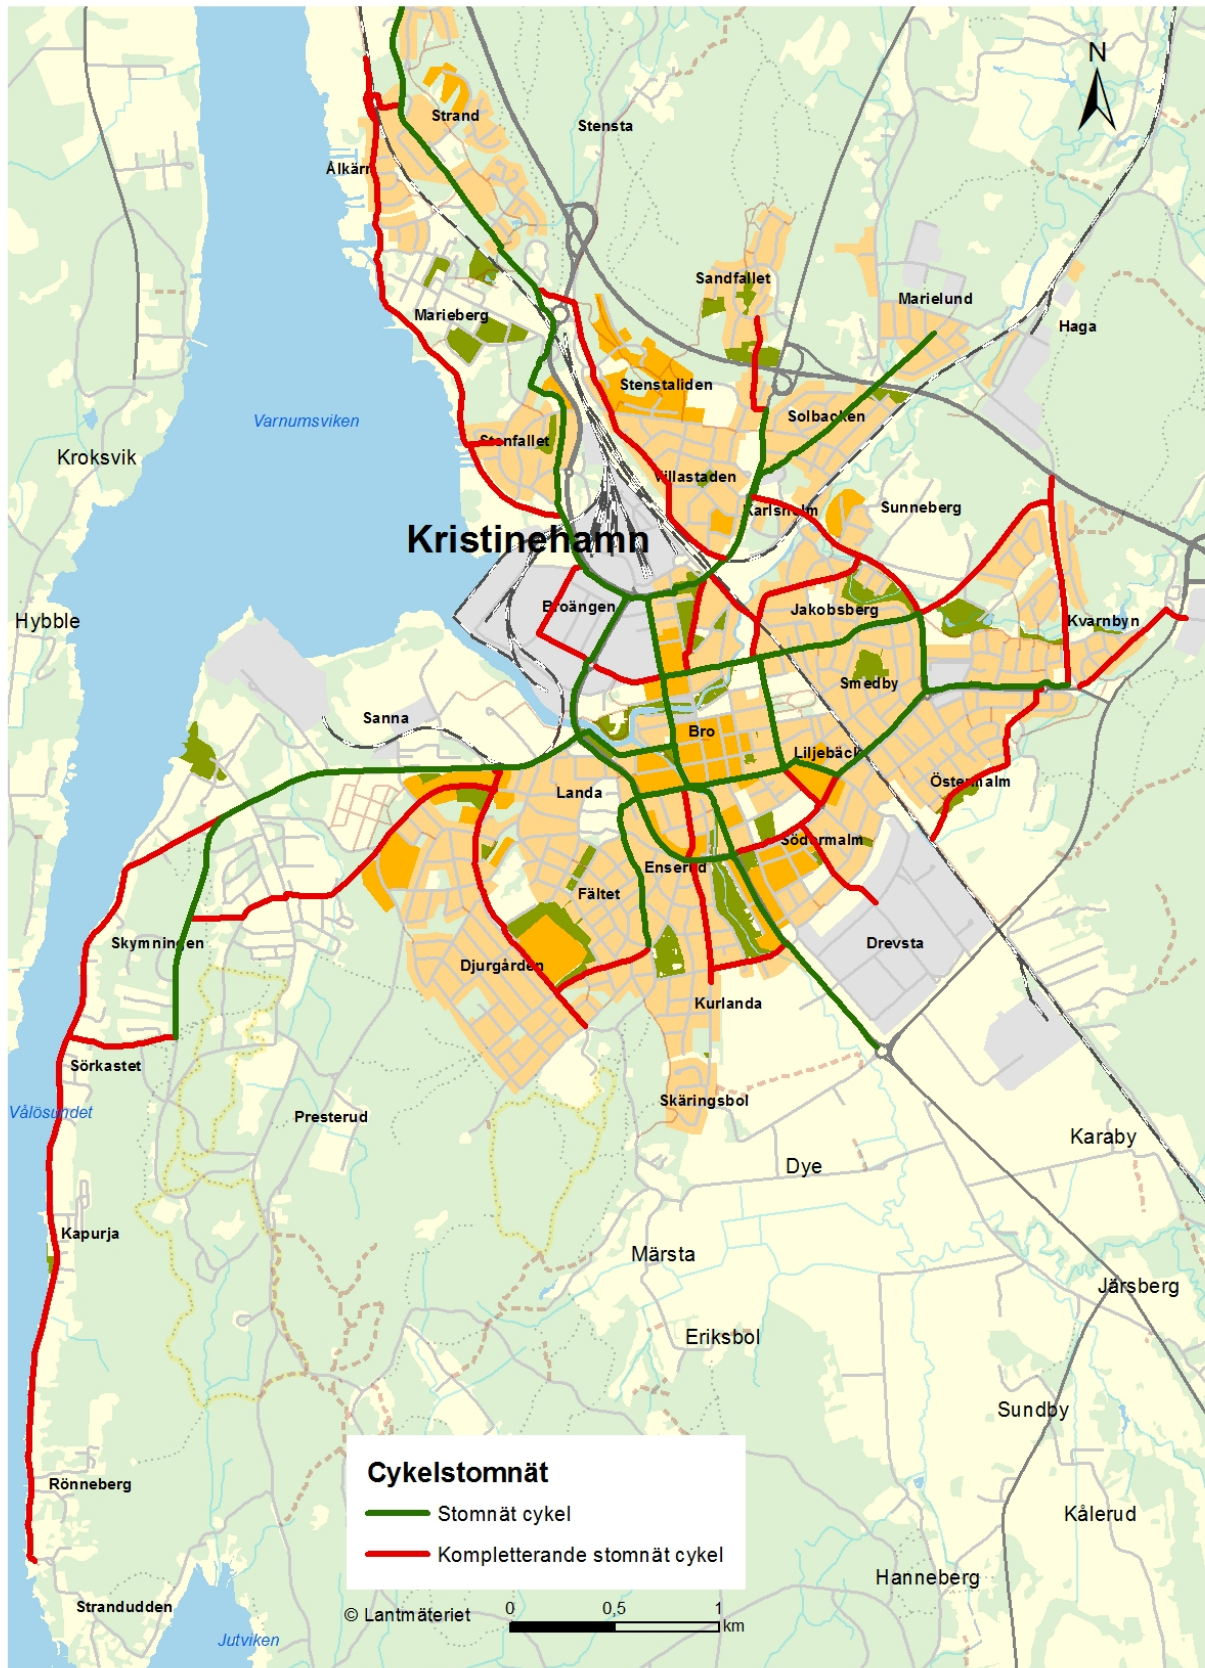 N
Strand
Stensta
Ålkärr
Sandfallet
Marielund
Marieberg
Haga
Stenstaliden
Solbacken
Varnumsviken
Stenfallet
Kroksvik
Villastaden
Karlsholm
Sunneberg
Kristinehamn
Broängen
Jakobsberg
Hybble
Kvarnbyn
Smedby
Sanna
Bro
Liljebäck
Östermalm
Landa
Södermalm
Enserud
Fältet
Skymningen
Drevsta
Djurgården
Kurlanda
Sörkastet
Skäringsbol
Vålösundet
Presterud
Karaby
Dye
Kapurja
Märsta
Järsberg
Eriksbol
Sundby
Cykelstomnät
Rönneberg
Stomnät cykel
Kålerud
Kompletterande stomnät cykel
Hanneberg
Strandudden
© Lantmäteriet
0 0,5 1
km
Jutviken